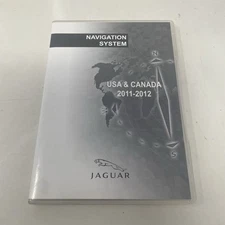 NAVIGATION
SYSTEM
USA & CANADA
2011-2012
JAGUAR